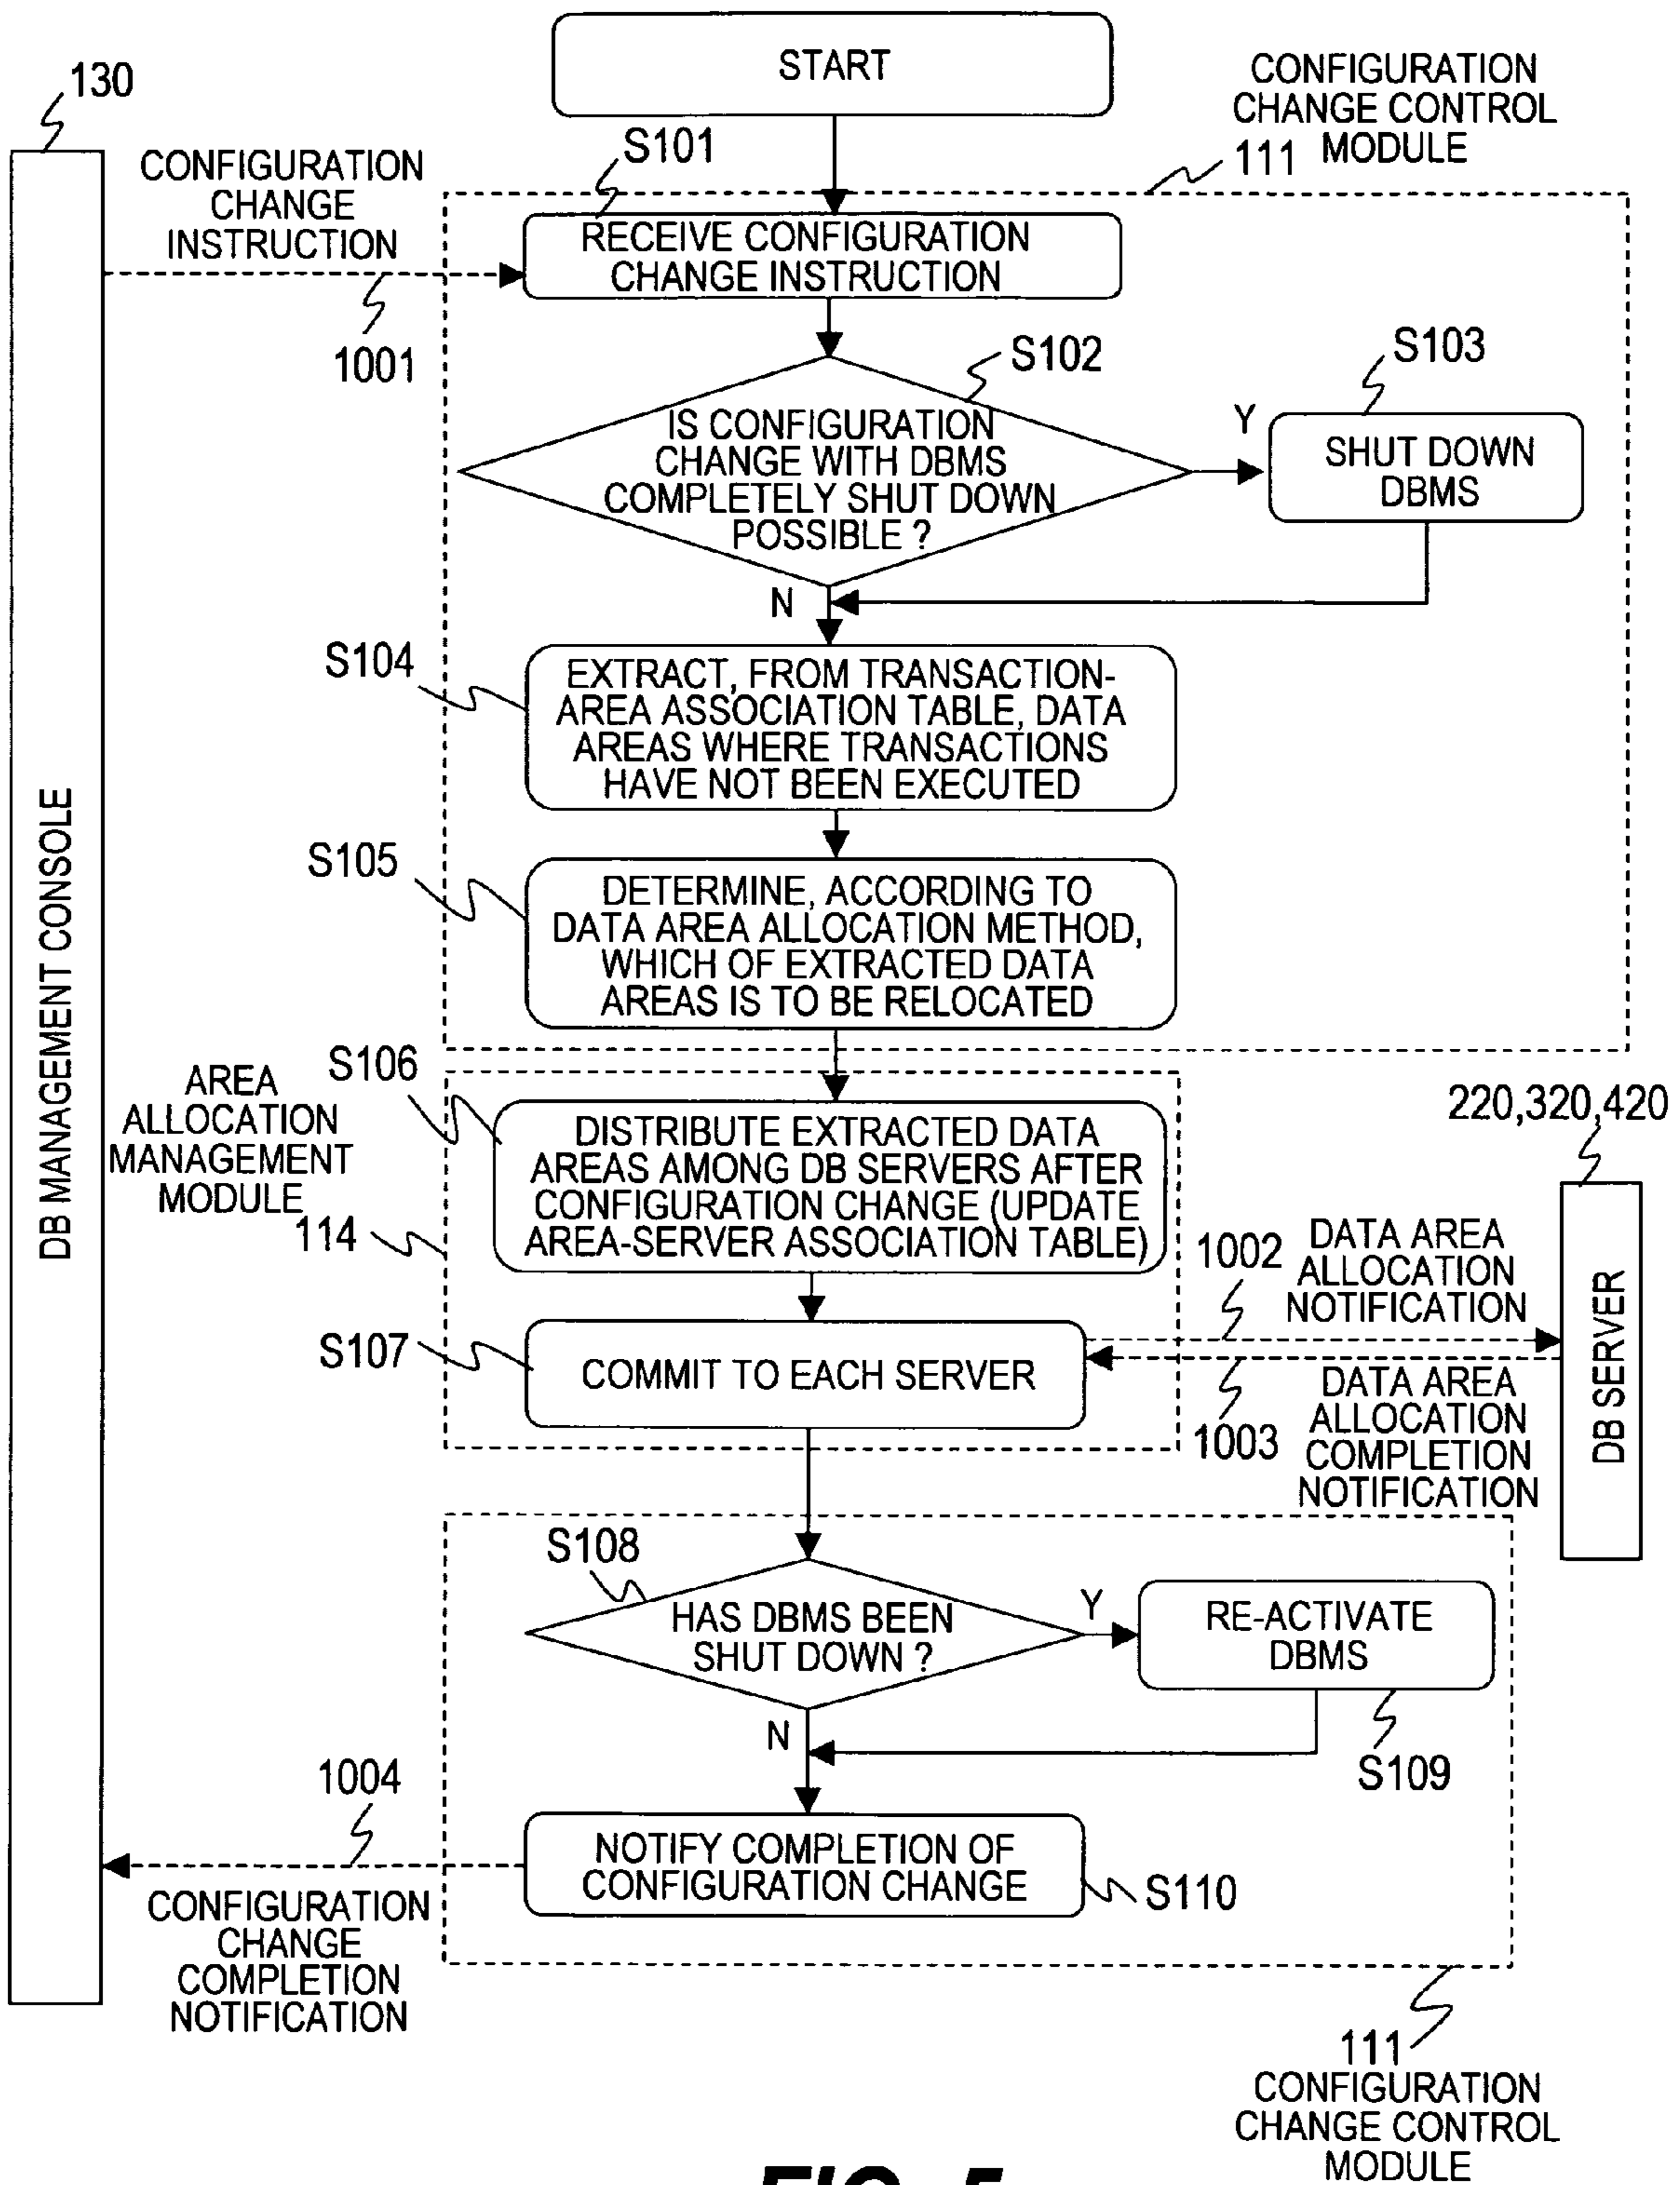 START
CONFIGURATION
CHANGE CONTROL
MODULE
111
130
CONFIGURATION
CHANGE
INSTRUCTION
1001
S101
RECEIVE CONFIGURATION
CHANGE INSTRUCTION
S102
IS CONFIGURATION
CHANGE WITH DBMS
COMPLETELY SHUT DOWN
POSSIBLE ?
Y
N
S103
SHUT DOWN
DBMS
S104
EXTRACT, FROM TRANSACTION-
AREA ASSOCIATION TABLE, DATA
AREAS WHERE TRANSACTIONS
HAVE NOT BEEN EXECUTED
S105
DETERMINE, ACCORDING TO
DATA AREA ALLOCATION METHOD,
WHICH OF EXTRACTED DATA
AREAS IS TO BE RELOCATED
DB MANAGEMENT CONSOLE
AREA
ALLOCATION
MANAGEMENT
MODULE
114
S106
DISTRIBUTE EXTRACTED DATA
AREAS AMONG DB SERVERS AFTER
CONFIGURATION CHANGE (UPDATE
AREA-SERVER ASSOCIATION TABLE)
S107
COMMIT TO EACH SERVER
220,320,420
DB SERVER
1002
DATA AREA
ALLOCATION
NOTIFICATION
1003
DATA AREA
ALLOCATION
COMPLETION
NOTIFICATION
S108
HAS DBMS BEEN
SHUT DOWN ?
Y
N
RE-ACTIVATE
DBMS
S109
1004
NOTIFY COMPLETION OF
CONFIGURATION CHANGE
S110
CONFIGURATION
CHANGE
COMPLETION
NOTIFICATION
111
CONFIGURATION
CHANGE CONTROL
MODULE
FIG. 5